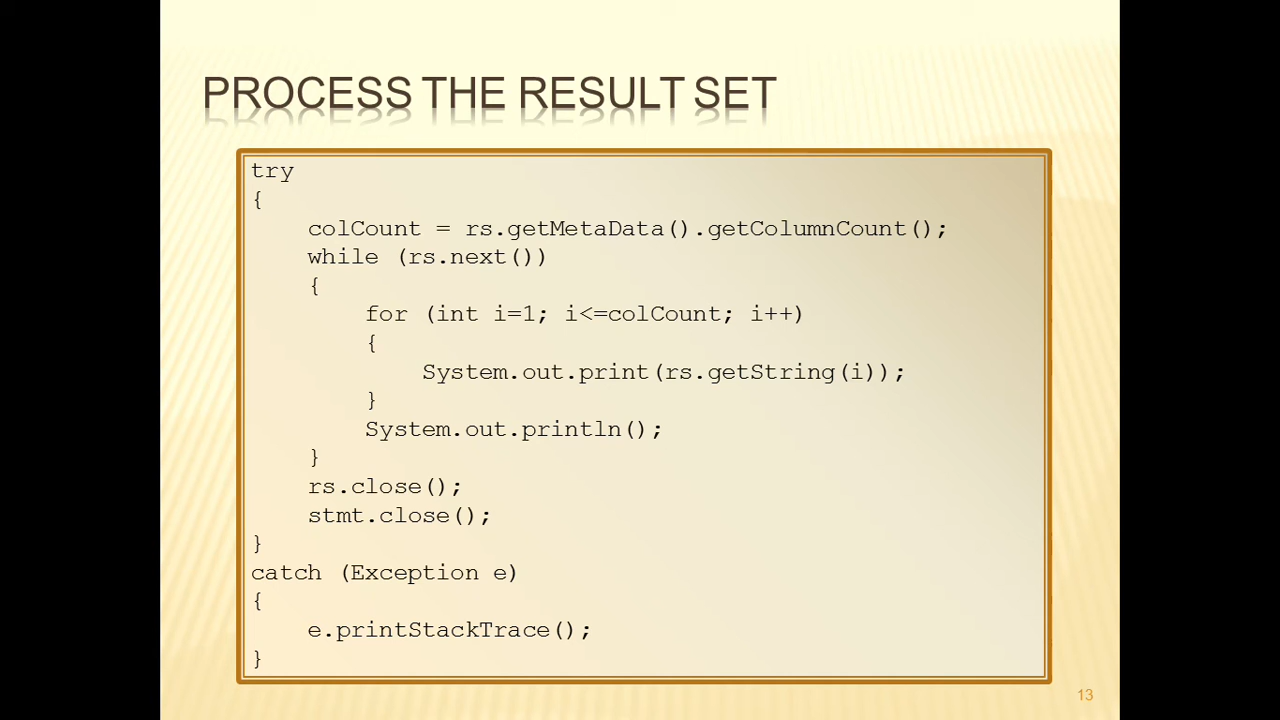 PROCESS THE RESULT SET
try
{
    colCount = rs.getMetaData().getColumnCount();
    while (rs.next())
    {
        for (int i=1; i<=colCount; i++)
        {
            System.out.print(rs.getString(i));
        }
        System.out.println();
    }
    rs.close();
    stmt.close();
}
catch (Exception e)
{
    e.printStackTrace();
}
13